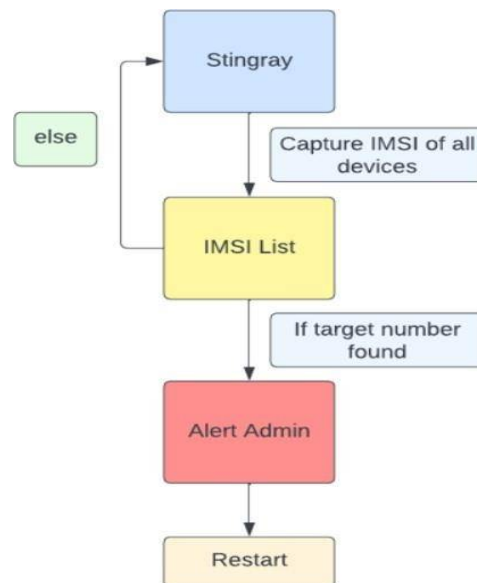 Stingray
else
Capture IMSI of all
devices
IMSI List
If target number
found
Alert Admin
Restart